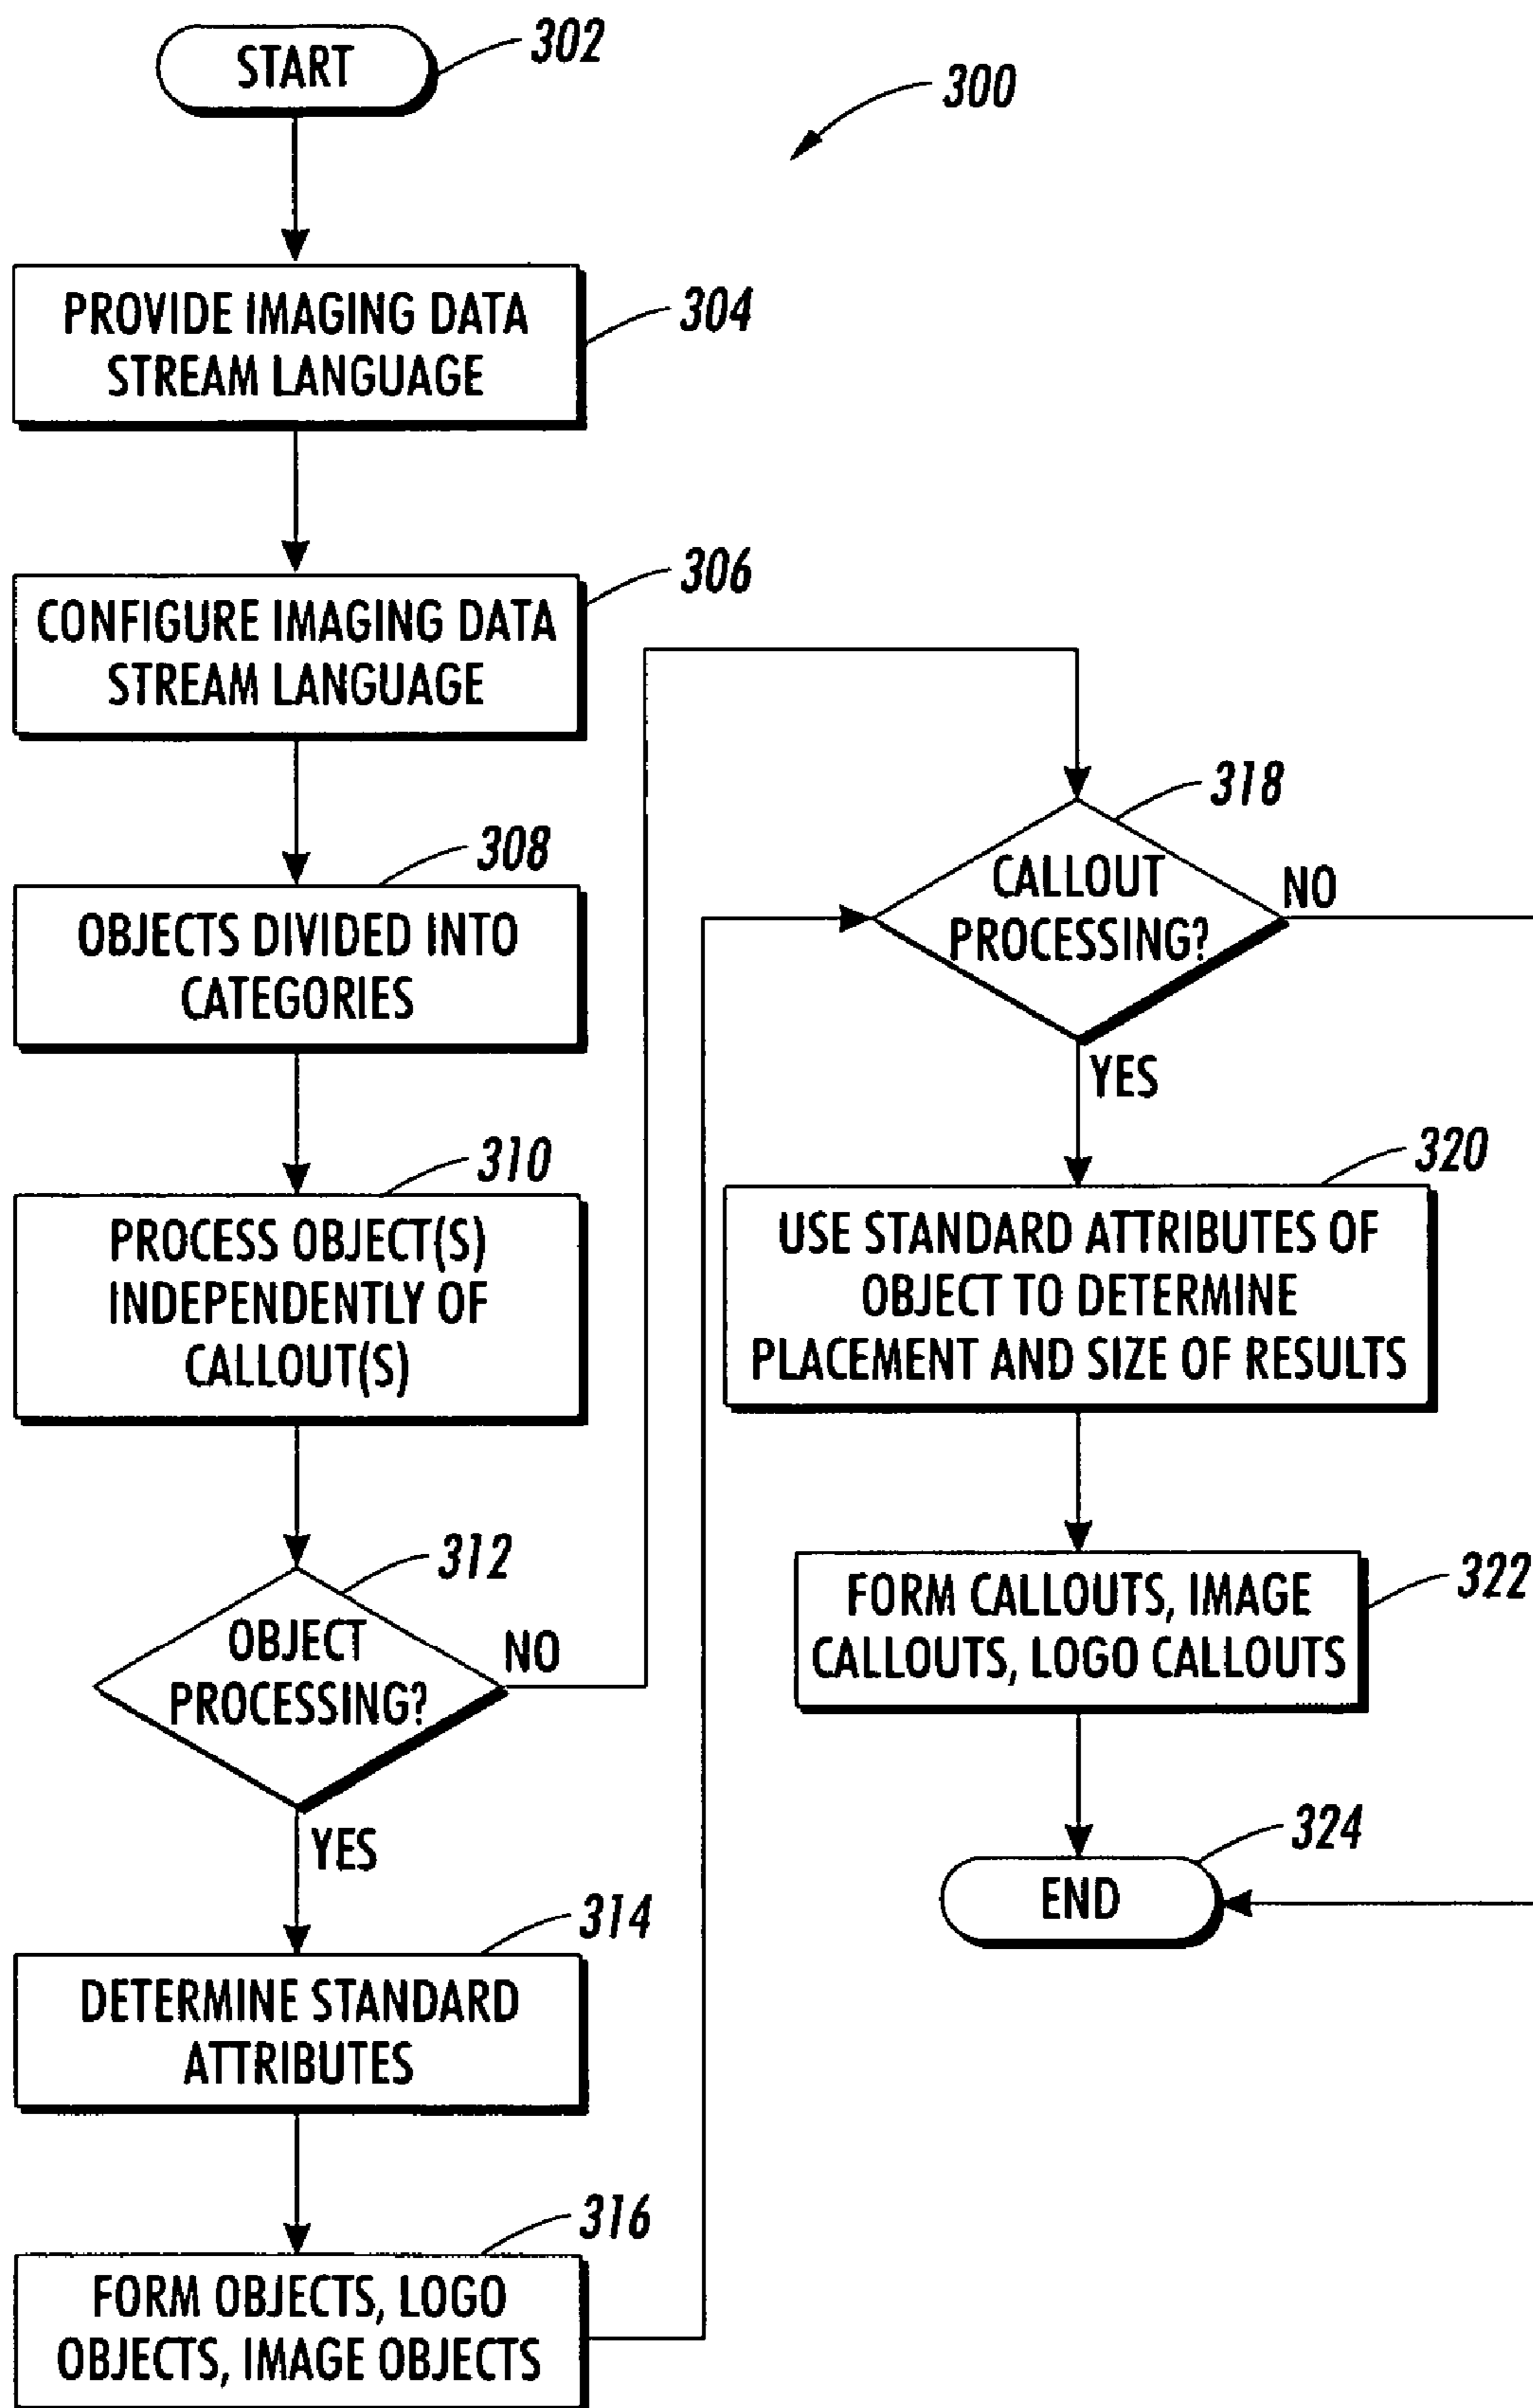 START
302
300
PROVIDE IMAGING DATA
STREAM LANGUAGE
304
CONFIGURE IMAGING DATA
STREAM LANGUAGE
306
308
OBJECTS DIVIDED INTO
CATEGORIES
310
PROCESS OBJECT(S)
INDEPENDENTLY OF
CALLOUT(S)
312
OBJECT
PROCESSING?
NO
YES
314
DETERMINE STANDARD
ATTRIBUTES
316
FORM OBJECTS, LOGO
OBJECTS, IMAGE OBJECTS
318
CALLOUT
PROCESSING?
NO
YES
320
USE STANDARD ATTRIBUTES OF
OBJECT TO DETERMINE
PLACEMENT AND SIZE OF RESULTS
322
FORM CALLOUTS, IMAGE
CALLOUTS, LOGO CALLOUTS
324
END